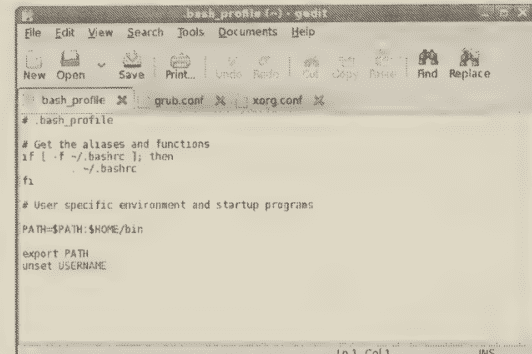 .bash_profile (~) - gedit
File Edit View Search Tools Documents Help
New Open Save Print... Undo Redo Cut Copy Paste Find Replace
bash_profile grub.conf xorg.conf
# .bash_profile
# Get the aliases and functions
if [ -f ~/.bashrc ]; then
. ~/.bashrc
fi
# User specific environment and startup programs
PATH=$PATH:$HOME/bin
export PATH
unset USERNAME
Ln 1, Col 1 INS